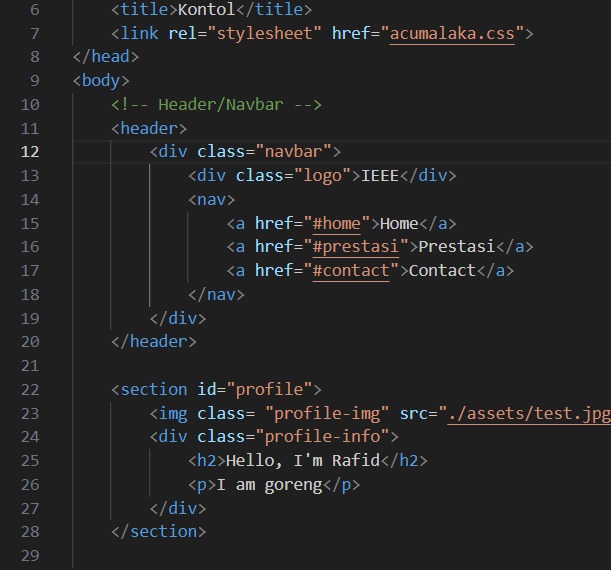 6 <title>Kontol</title>
7 <link rel="stylesheet" href="acumalaka.css">
8 </head>
9 <body>
10 <!-- Header/Navbar -->
11 <header>
12 <div class="navbar">
13 <div class="logo">IEEE</div>
14 <nav>
15 <a href="#home">Home</a>
16 <a href="#prestasi">Prestasi</a>
17 <a href="#contact">Contact</a>
18 </nav>
19 </div>
20 </header>
21
22 <section id="profile">
23 <img class= "profile-img" src="./assets/test.jpg
24 <div class="profile-info">
25 <h2>Hello, I'm Rafid</h2>
26 <p>I am goreng</p>
27 </div>
28 </section>
29